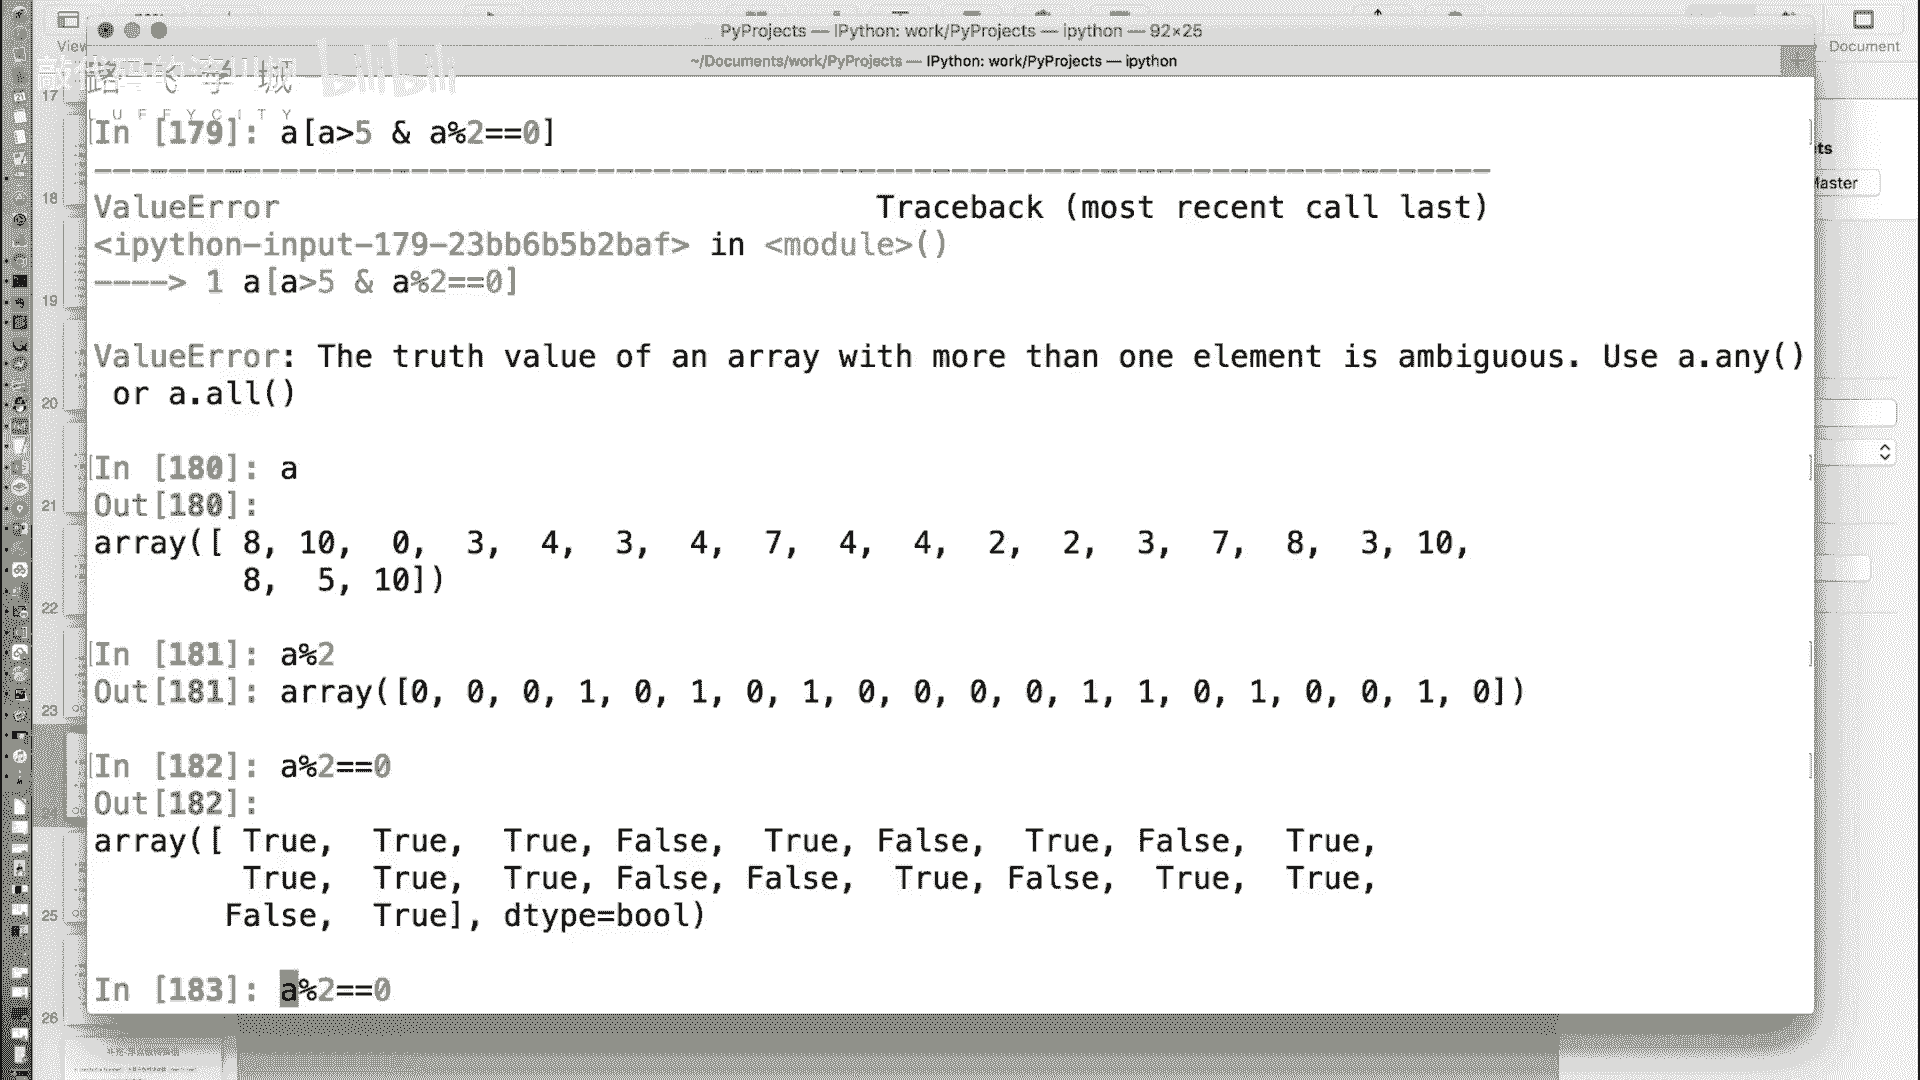 View
PyProjects — IPython: work/PyProjects — ipython — 92×25
Document
~/Documents/work/PyProjects — IPython: work/PyProjects — ipython
路飞学城
LUFFYCITY
bilibili
In [179]: a[a>5 & a%2==0]
---------------------------------------------------------------------------
ValueError                                Traceback (most recent call last)
<ipython-input-179-23bb6b5b2baf> in <module>()
----> 1 a[a>5 & a%2==0]
ValueError: The truth value of an array with more than one element is ambiguous. Use a.any()
or a.all()
In [180]: a
Out[180]:
array([ 8, 10,  0,  3,  4,  3,  4,  7,  4,  4,  2,  2,  3,  7,  8,  3, 10,
8,  5, 10])
In [181]: a%2
Out[181]: array([0, 0, 0, 1, 0, 1, 0, 1, 0, 0, 0, 0, 1, 1, 0, 1, 0, 0, 1, 0])
In [182]: a%2==0
Out[182]:
array([ True,  True,  True, False,  True, False,  True, False,  True,
True,  True,  True, False, False,  True, False,  True,  True,
False,  True], dtype=bool)
In [183]: a%2==0
17
18
19
20
21
22
23
24
25
26
ts
Master